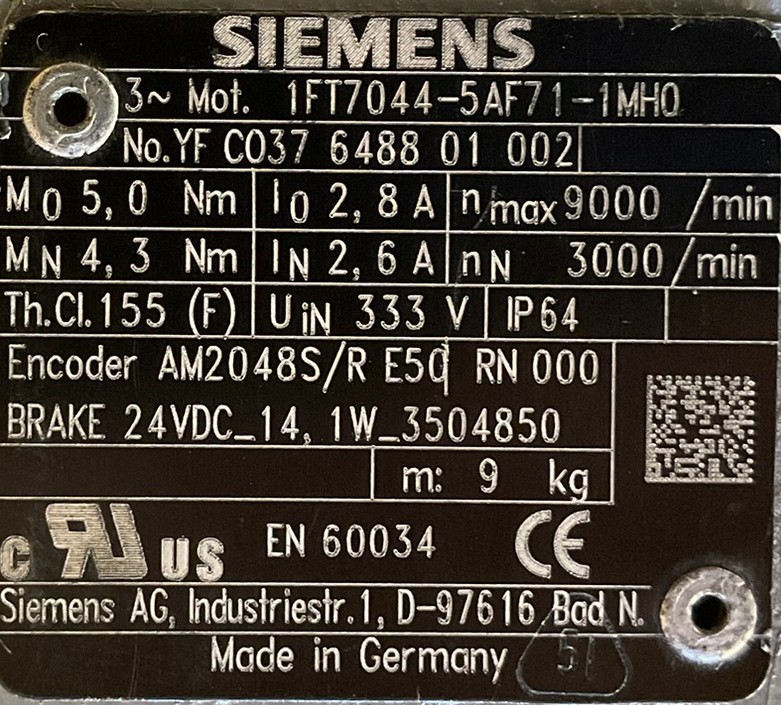 SIEMENS
3~ Mot. 1FT7044-5AF71-1MH0
No.YF C037 6488 01 002
M0 5,0 Nm I0 2,8 A nmax 9000 /min
MN 4,3 Nm IN 2,6 A nN 3000/min
Th.Cl.155 (F) UiN 333 V IP64
Encoder AM2048S/R E50 RN 000
BRAKE 24VDC_14,1W_3504850
m: 9 kg
c RU US EN 60034 CE
Siemens AG, Industriestr.1, D-97616 Bad N.
Made in Germany